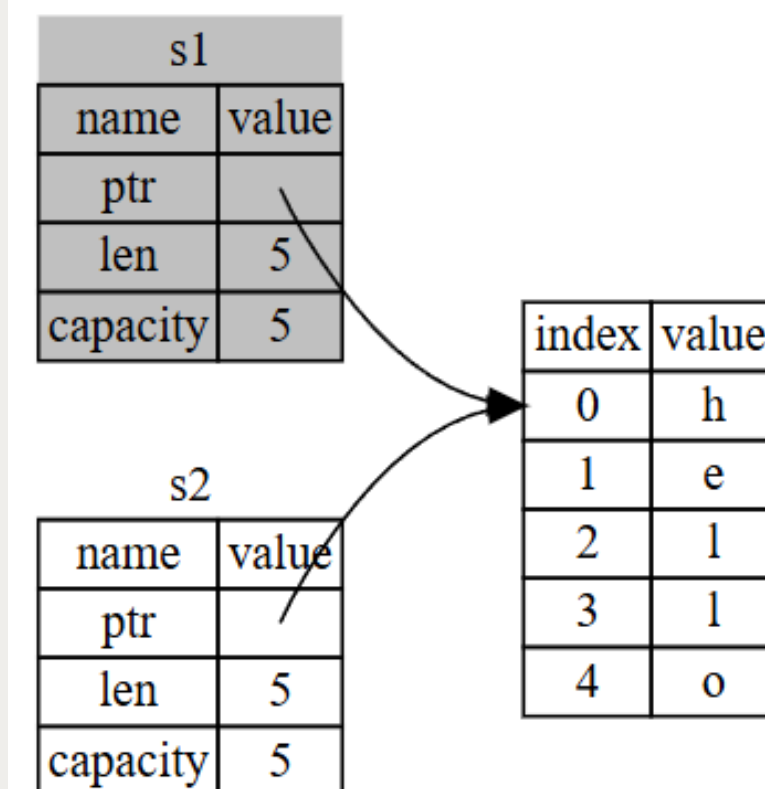 s1
name value
ptr
len 5
capacity 5
s2
name value
ptr
len 5
capacity 5
index value
0 h
1 e
2 l
3 l
4 o